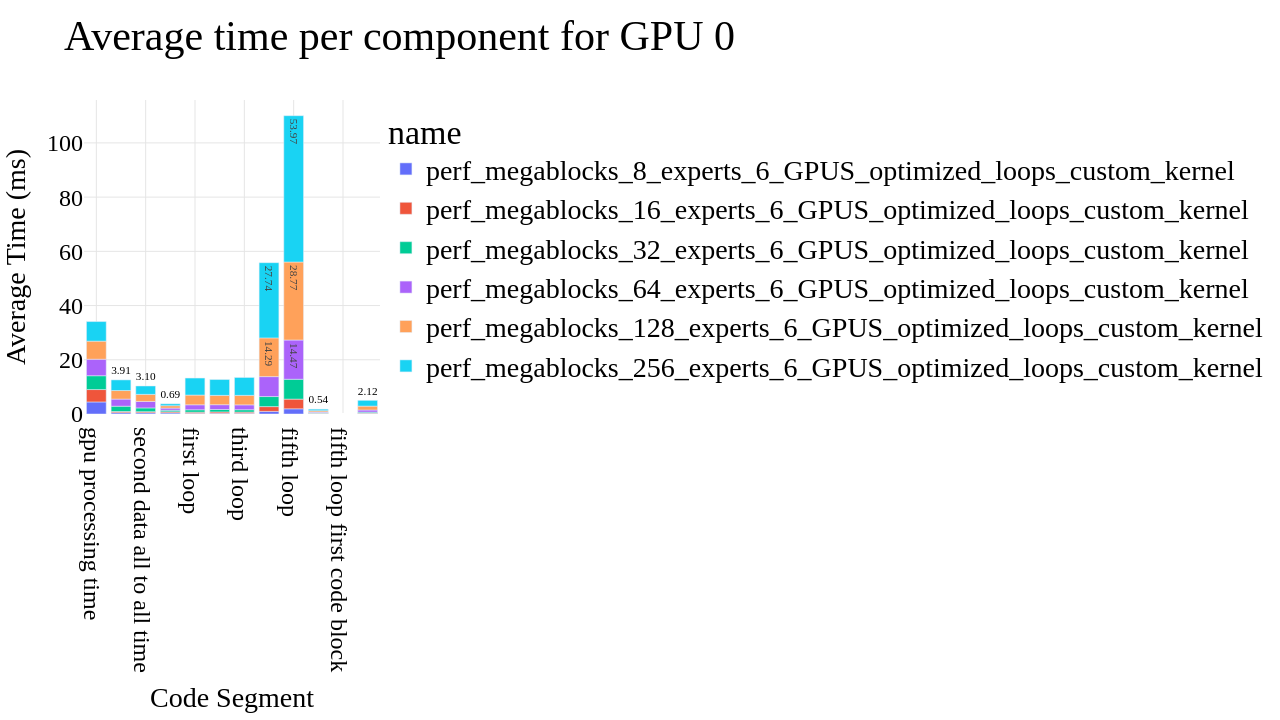 Average time per component for GPU 0
Average Time (ms)
100
80
60
40
20
0
3.91
3.10
0.69
27.74
14.29
53.97
28.77
14.47
0.54
2.12
gpu processing time
second data all to all time
first loop
third loop
fifth loop
fifth loop first code block
Code Segment
name
perf_megablocks_8_experts_6_GPUS_optimized_loops_custom_kernel
perf_megablocks_16_experts_6_GPUS_optimized_loops_custom_kernel
perf_megablocks_32_experts_6_GPUS_optimized_loops_custom_kernel
perf_megablocks_64_experts_6_GPUS_optimized_loops_custom_kernel
perf_megablocks_128_experts_6_GPUS_optimized_loops_custom_kernel
perf_megablocks_256_experts_6_GPUS_optimized_loops_custom_kernel